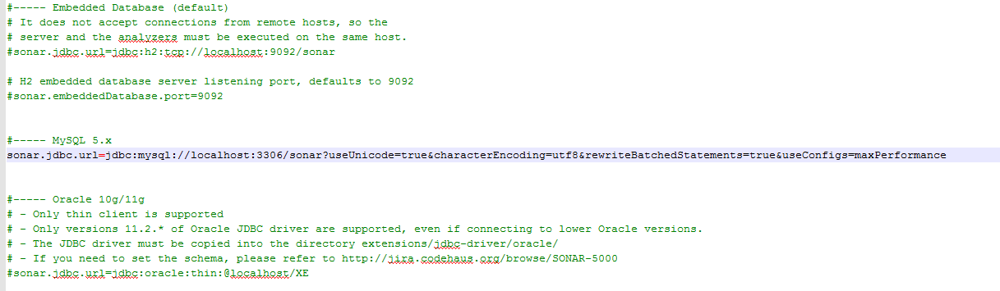 #----- Embedded Database (default)
# It does not accept connections from remote hosts, so the
# server and the analyzers must be executed on the same host.
#sonar.jdbc.url=jdbc:h2:tcp://localhost:9092/sonar
# H2 embedded database server listening port, defaults to 9092
#sonar.embeddedDatabase.port=9092
#----- MySQL 5.x
sonar.jdbc.url=jdbc:mysql://localhost:3306/sonar?useUnicode=true&characterEncoding=utf8&rewriteBatchedStatements=true&useConfigs=maxPerformance
#----- Oracle 10g/11g
# - Only thin client is supported
# - Only versions 11.2.* of Oracle JDBC driver are supported, even if connecting to lower Oracle versions.
# - The JDBC driver must be copied into the directory extensions/jdbc-driver/oracle/
# - If you need to set the schema, please refer to http://jira.codehaus.org/browse/SONAR-5000
#sonar.jdbc.url=jdbc:oracle:thin:@localhost/XE